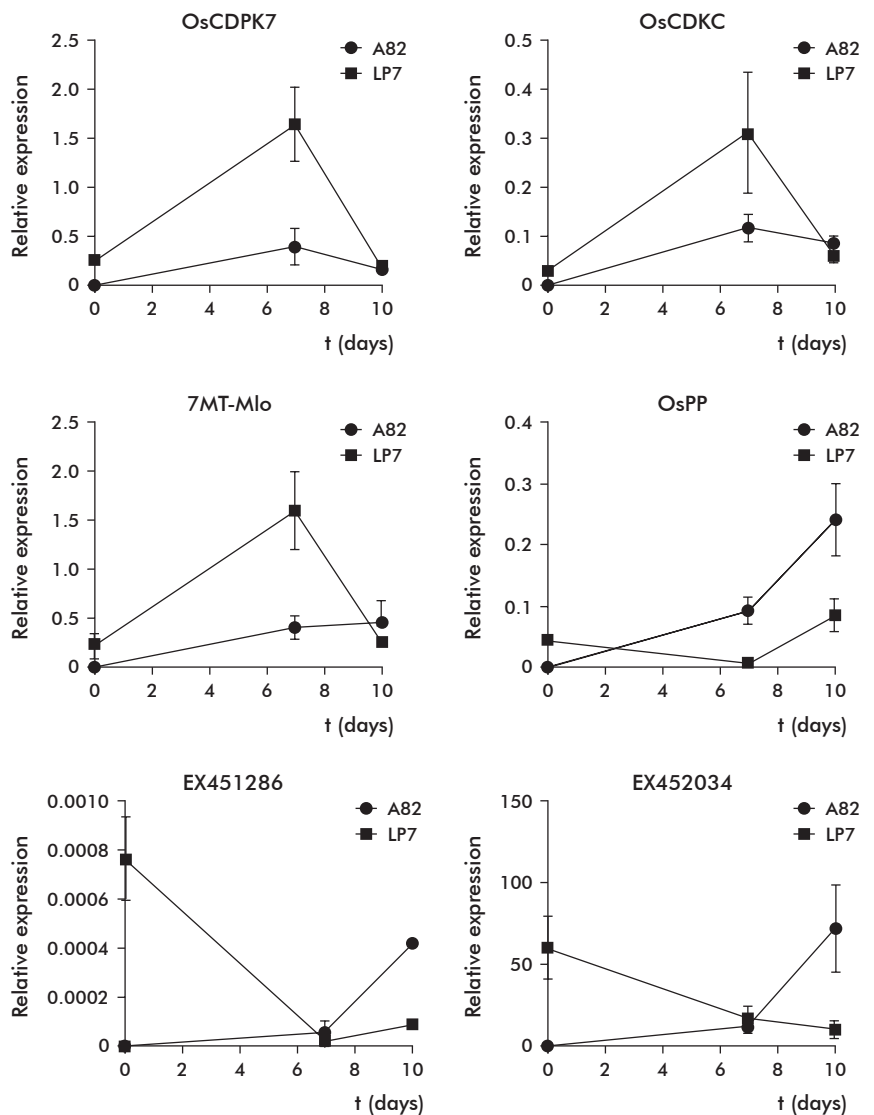 OsCDPK7
Relative expression
2.5
2.0
1.5
1.0
0.5
0
A82
LP7
0 2 4 6 8 10
t (days)
OsCDKC
Relative expression
0.5
0.4
0.3
0.2
0.1
0
A82
LP7
0 2 4 6 8 10
t (days)
7MT-Mlo
Relative expression
2.5
2.0
1.5
1.0
0.5
0
A82
LP7
0 2 4 6 8 10
t (days)
OsPP
Relative expression
0.4
0.3
0.2
0.1
0
A82
LP7
0 2 4 6 8 10
t (days)
EX451286
Relative expression
0.0010
0.0008
0.0006
0.0004
0.0002
0
A82
LP7
0 2 4 6 8 10
t (days)
EX452034
Relative expression
150
100
50
0
A82
LP7
0 2 4 6 8 10
t (days)